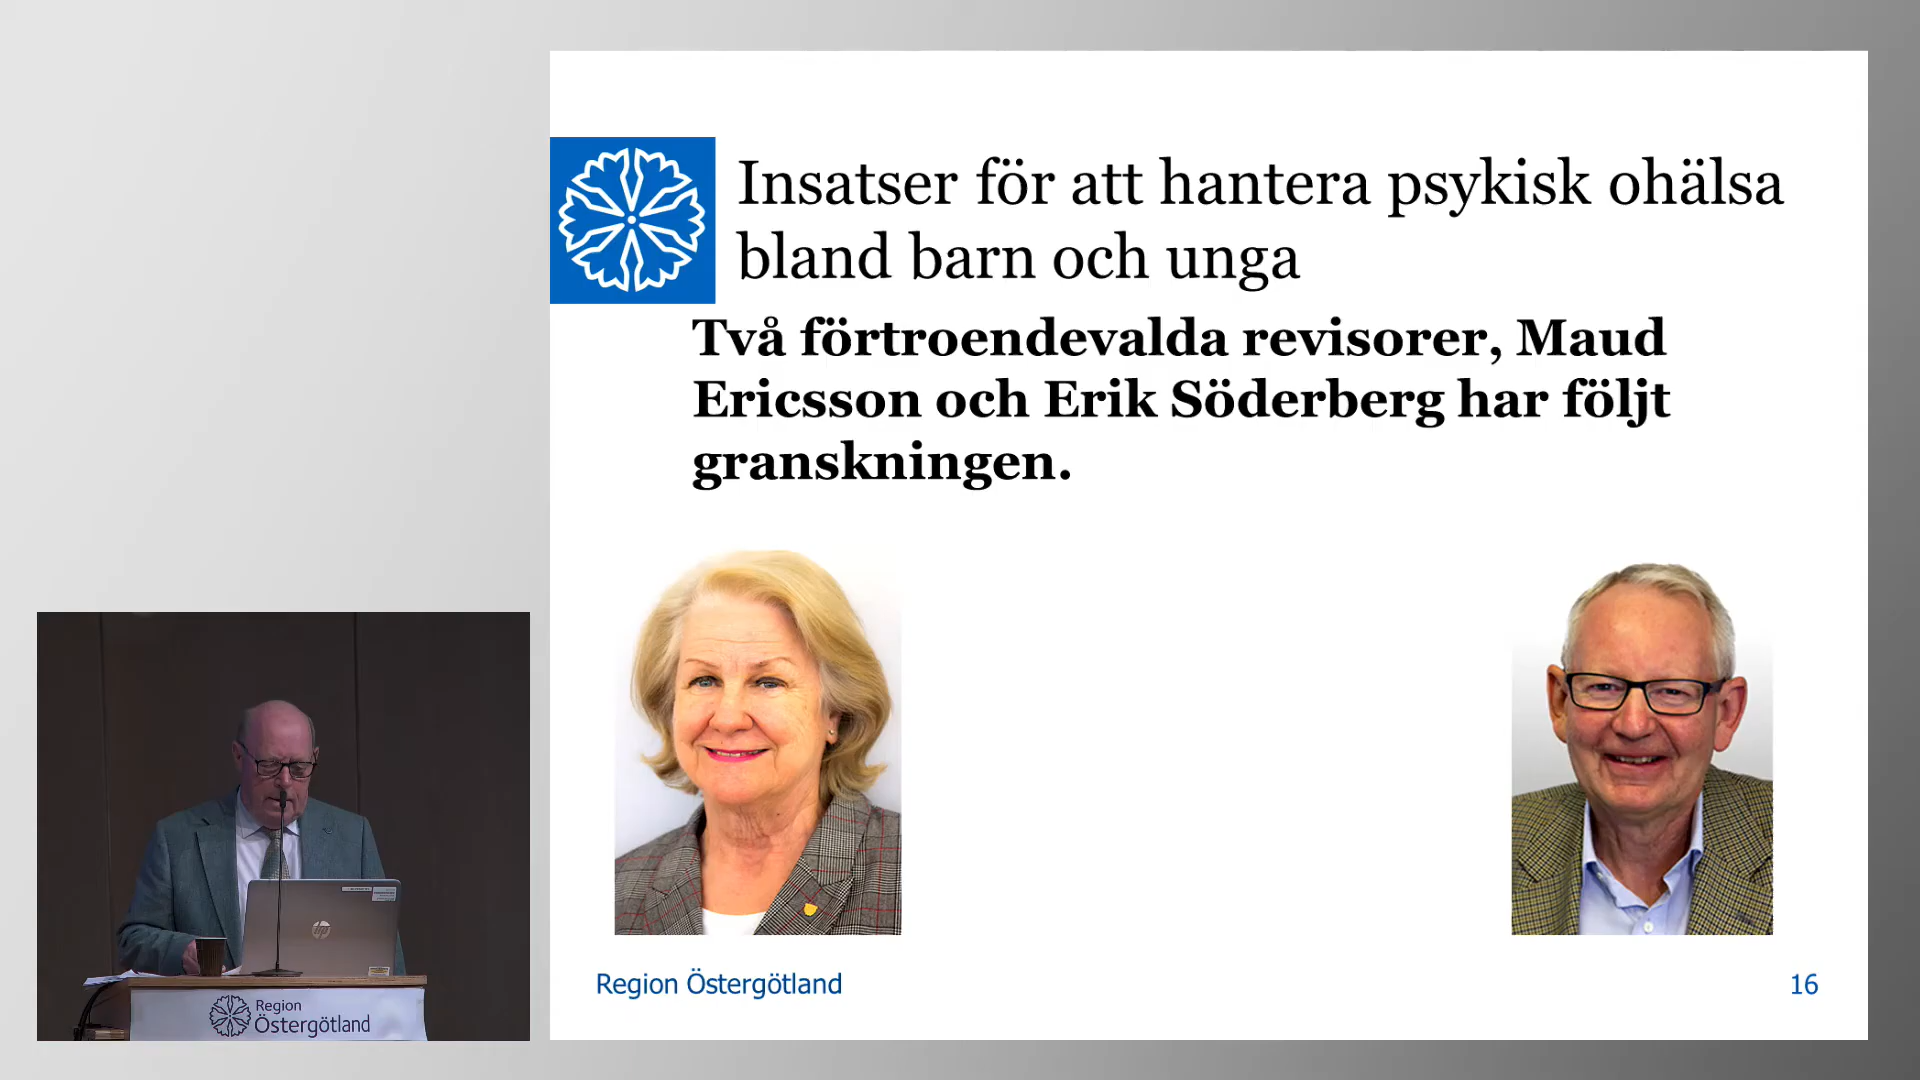 Insatser för att hantera psykisk ohälsa
bland barn och unga
Två förtroendevalda revisorer, Maud
Ericsson och Erik Söderberg har följt
granskningen.
Region Östergötland
16
hp
Region
Östergötland